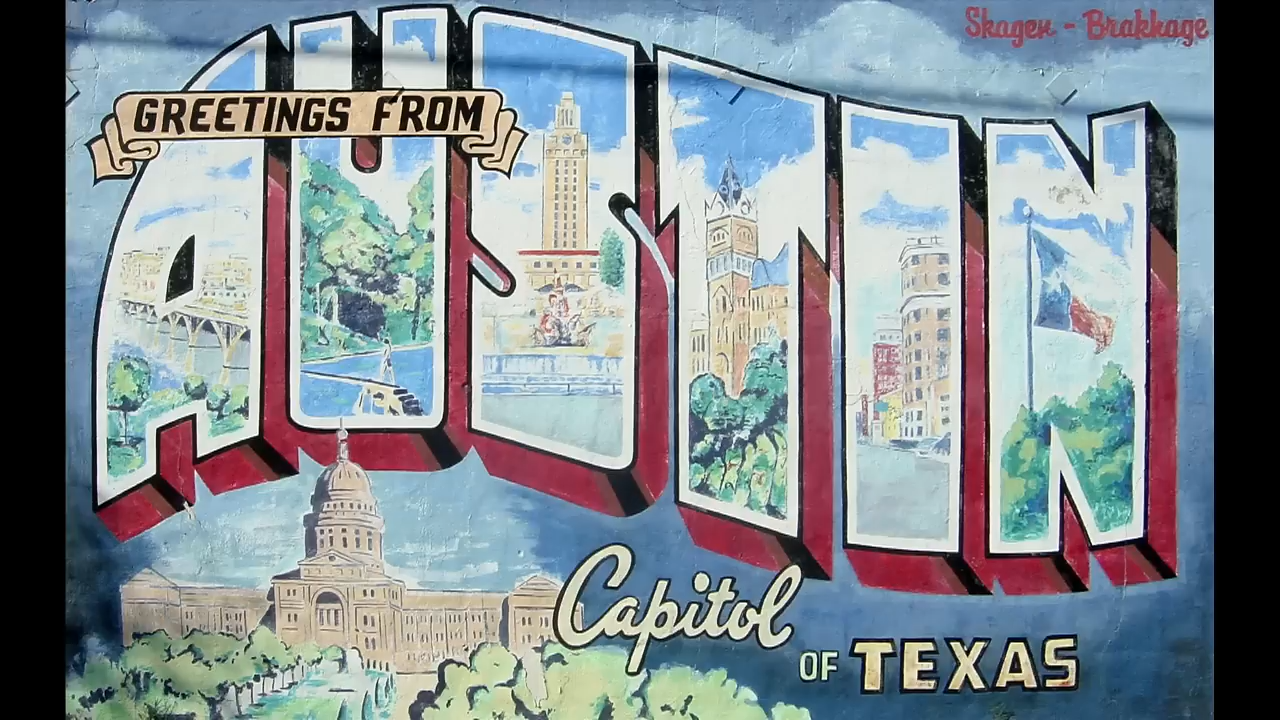 Skagen - Brakkage
GREETINGS FROM
AUSTIN
Capitol
OF TEXAS